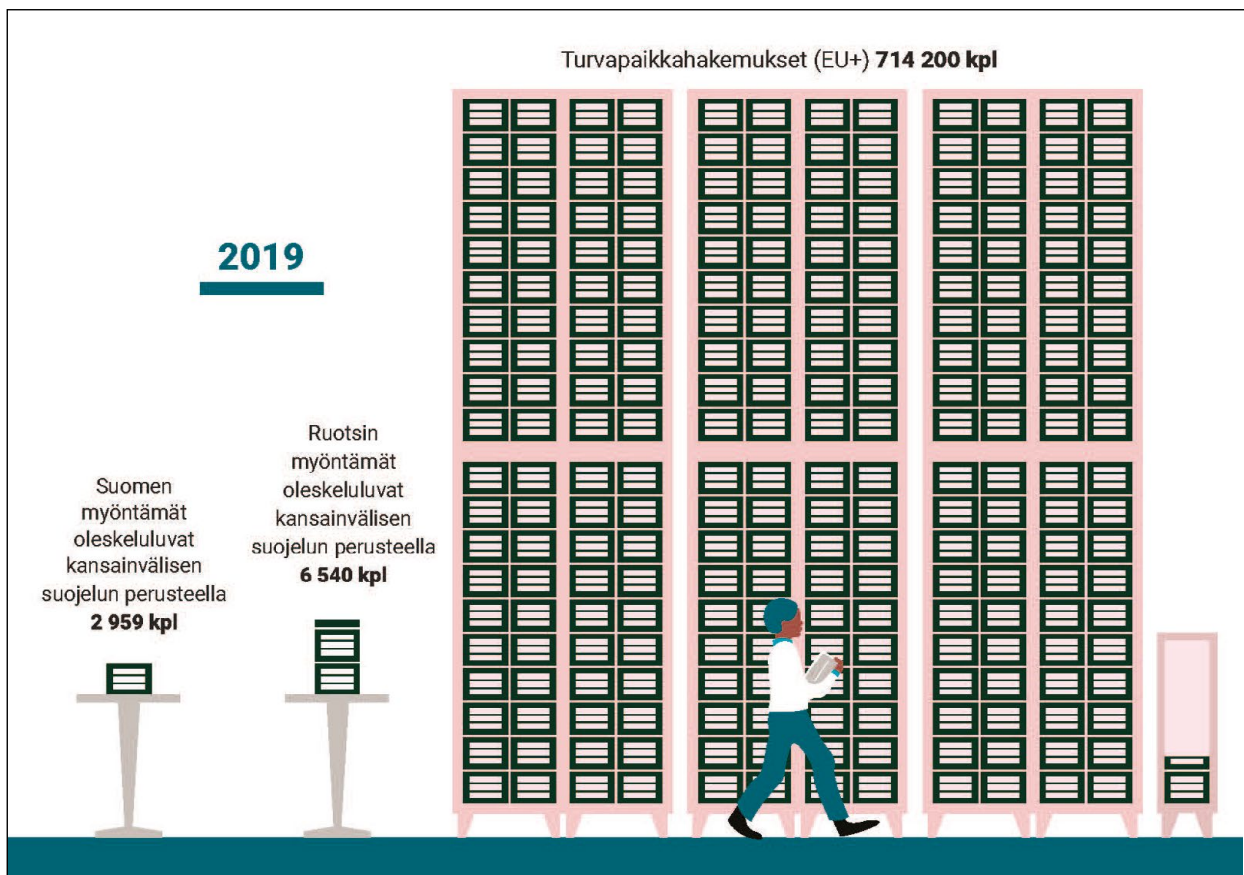 Turvapaikkahakemukset (EU+) 714 200 kpl
2019
Suomen
myöntämät
oleskeluluvat
kansainvälisen
suojelun perusteella
2 959 kpl
Ruotsin
myöntämät
oleskeluluvat
kansainvälisen
suojelun perusteella
6 540 kpl